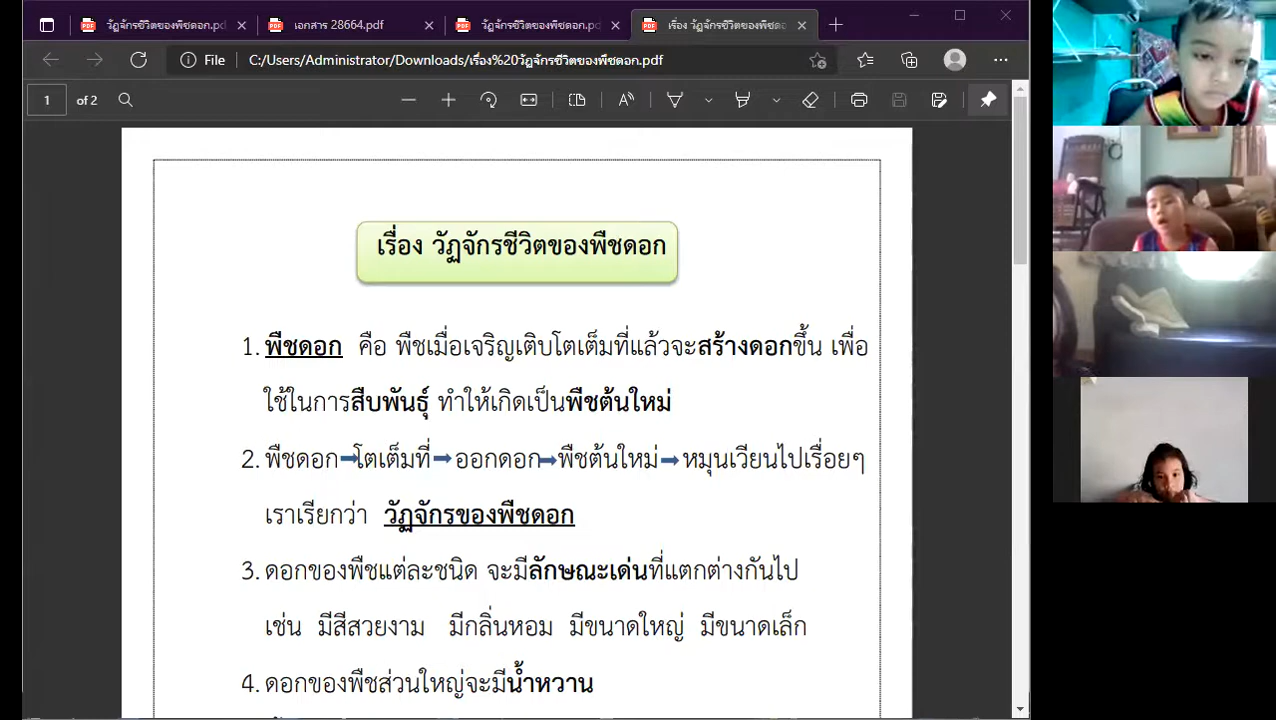 วัฏจักรชีวิตของพืชดอก.pd
เอกสาร 28664.pdf
วัฏจักรชีวิตของพืชดอก.pd
เรื่อง วัฏจักรชีวิตของพืชดอ
File C:/Users/Administrator/Downloads/เรื่อง%20วัฏจักรชีวิตของพืชดอก.pdf
1 of 2
เรื่อง วัฏจักรชีวิตของพืชดอก
1. พืชดอก คือ พืชเมื่อเจริญเติบโตเต็มที่แล้วจะสร้างดอกขึ้น เพื่อ
ใช้ในการสืบพันธุ์ ทำให้เกิดเป็นพืชต้นใหม่
2. พืชดอก➡โตเต็มที่➡ออกดอก➡พืชต้นใหม่➡หมุนเวียนไปเรื่อยๆ
เราเรียกว่า วัฏจักรของพืชดอก
3. ดอกของพืชแต่ละชนิด จะมีลักษณะเด่นที่แตกต่างกันไป
เช่น มีสีสวยงาม มีกลิ่นหอม มีขนาดใหญ่ มีขนาดเล็ก
4. ดอกของพืชส่วนใหญ่จะมีน้ำหวาน